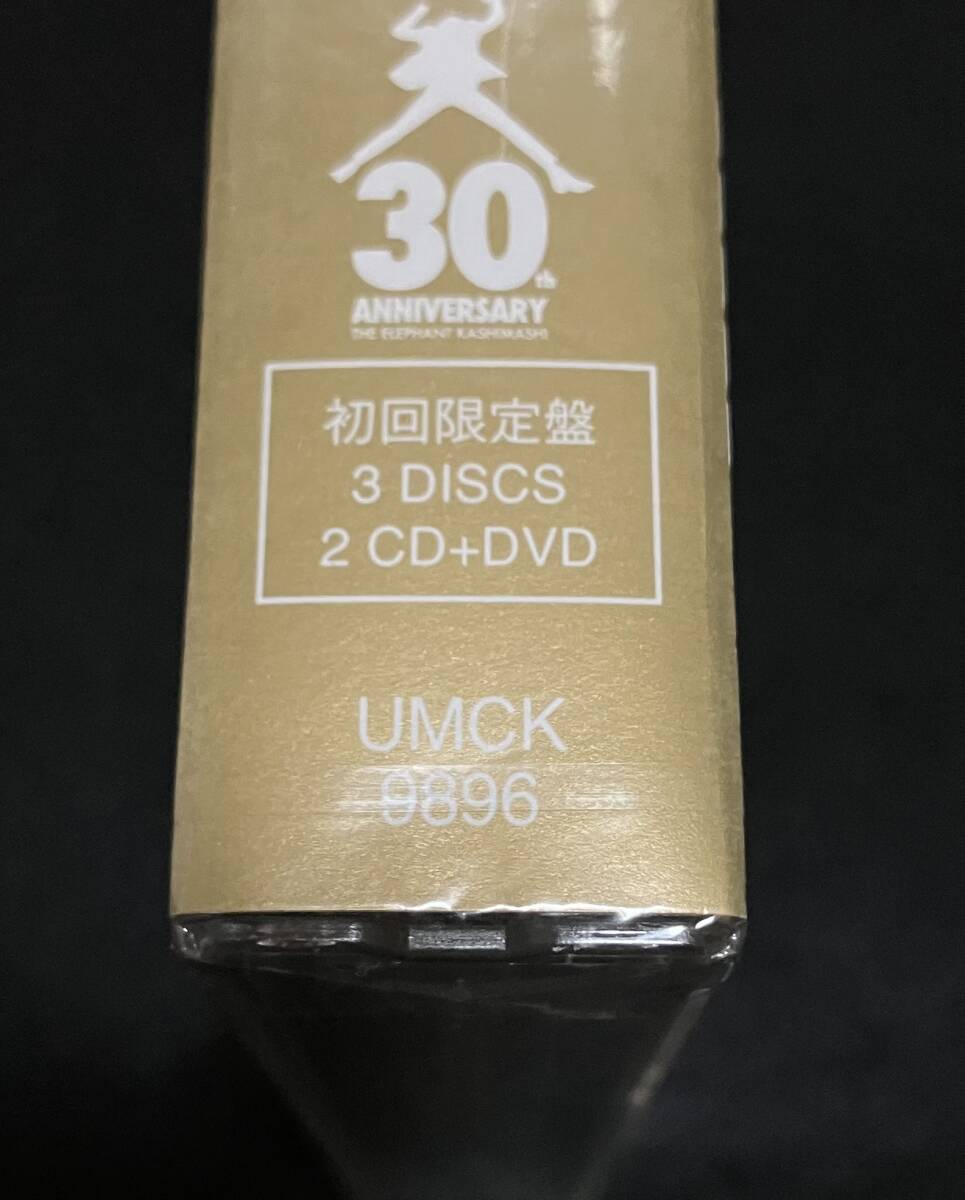 30th
ANNIVERSARY
THE ELEPHANT KASHIMASHI
初回限定盤
3 DISCS
2 CD+DVD
UMCK
9896